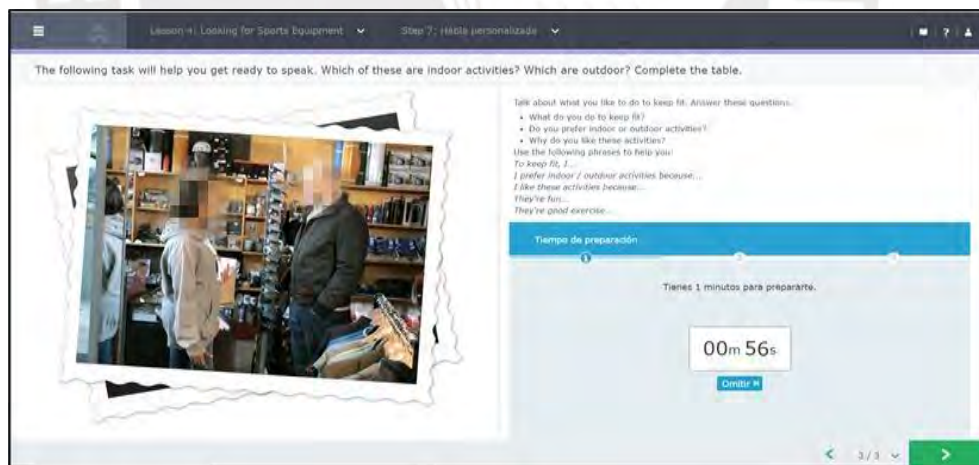 Lesson 4: Looking for Sports Equipment
Step 7: Habla personalizada
The following task will help you get ready to speak. Which of these are indoor activities? Which are outdoor? Complete the table.
Talk about what you like to do to keep fit. Answer these questions.
• What do you do to keep fit?
• Do you prefer indoor or outdoor activities?
• Why do you like these activities?
Use the following phrases to help you:
To keep fit, I...
I prefer indoor / outdoor activities because...
I like these activities because...
They're fun...
They're good exercise...
Tiempo de preparación
1
2
3
Tienes 1 minutos para prepararte.
00m 56s
Omitir
3/3